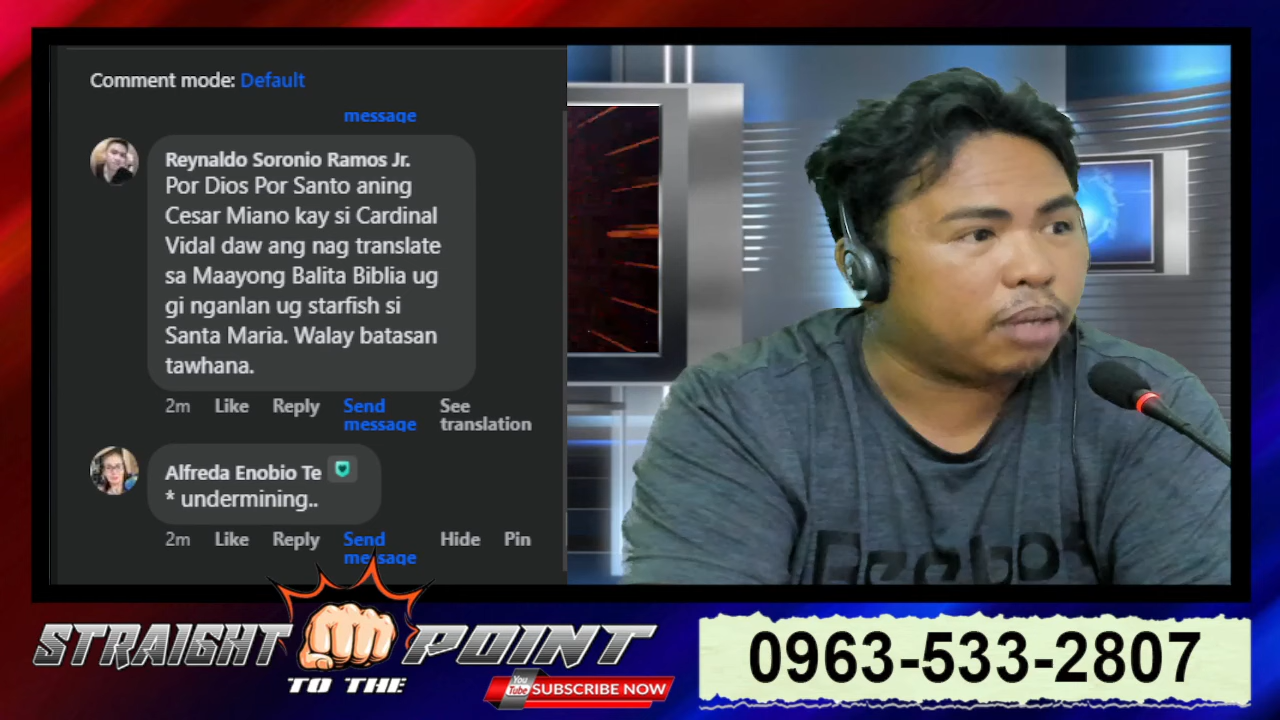 Comment mode: Default
message
Reynaldo Soronio Ramos Jr.
Por Dios Por Santo aning
Cesar Miano kay si Cardinal
Vidal daw ang nag translate
sa Maayong Balita Biblia ug
gi nganlan ug starfish si
Santa Maria. Walay batasan
tawhana.
2m Like Reply Send message See translation
Alfreda Enobio Te
* undermining..
2m Like Reply Send message Hide Pin
STRAIGHT
TO THE
POINT
You Tube SUBSCRIBE NOW
0963-533-2807
Reebok